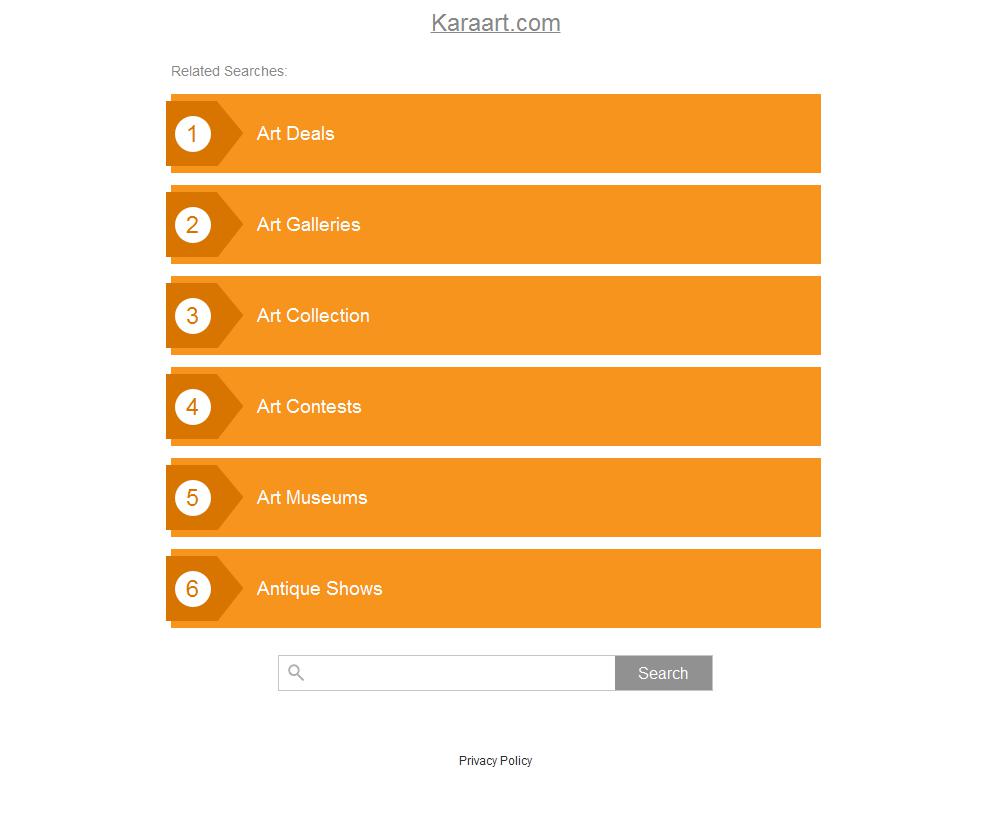 Karaart.com
Related Searches:
1 Art Deals
2 Art Galleries
3 Art Collection
4 Art Contests
5 Art Museums
6 Antique Shows
Search
Privacy Policy